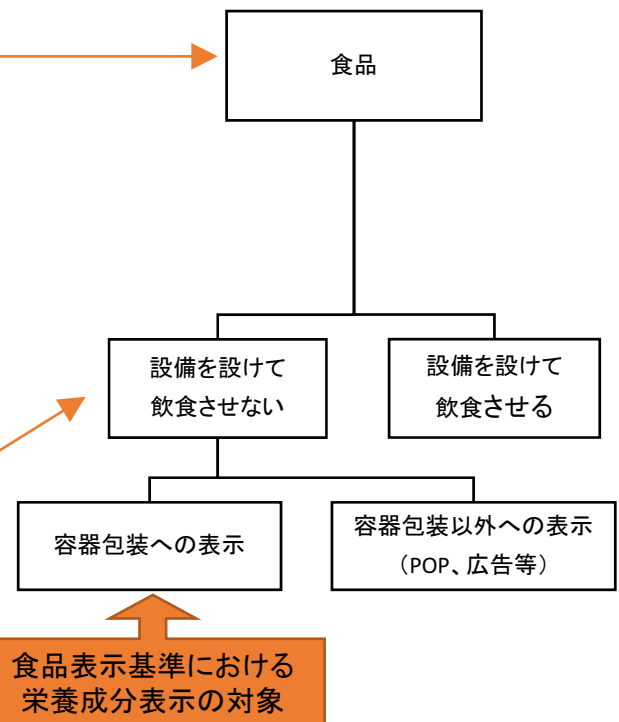 食品
設備を設けて
飲食させない
設備を設けて
飲食させる
容器包装への表示
容器包装以外への表示
（POP、広告等）
食品表示基準における
栄養成分表示の対象